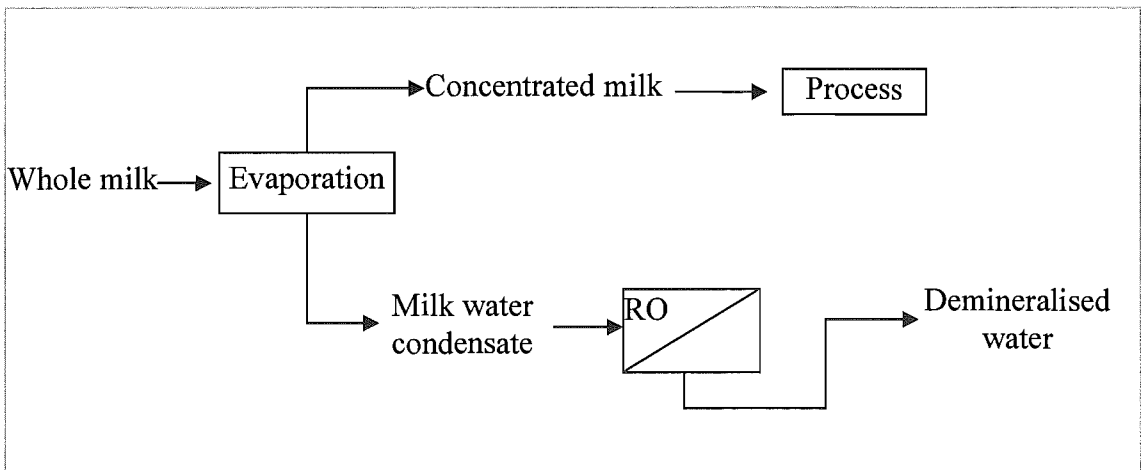 Concentrated milk
Process
Whole milk
Evaporation
Milk water
condensate
RO
Demineralised
water